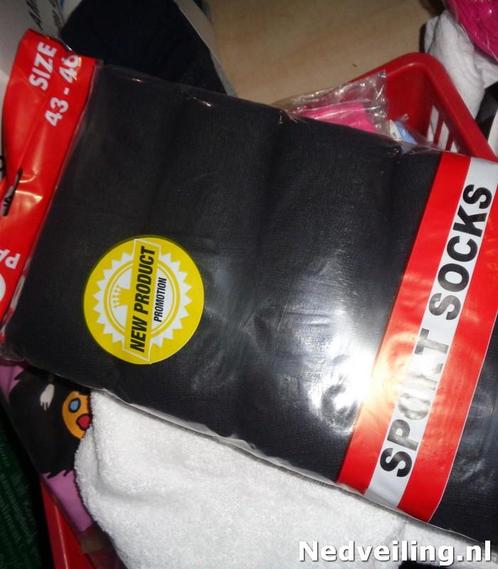 SIZE
43 - 46
NEW PRODUCT
PROMOTION
SPORT SOCKS
Nedveiling.nl